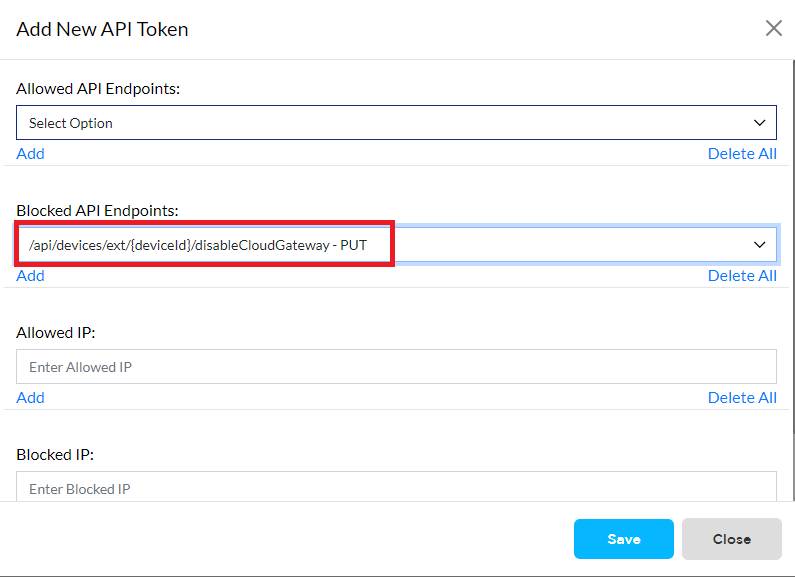 Add New API Token
Allowed API Endpoints:
Select Option
Add Delete All
Blocked API Endpoints:
/api/devices/ext/{deviceId}/disableCloudGateway - PUT
Add Delete All
Allowed IP:
Enter Allowed IP
Add Delete All
Blocked IP:
Enter Blocked IP
Save Close